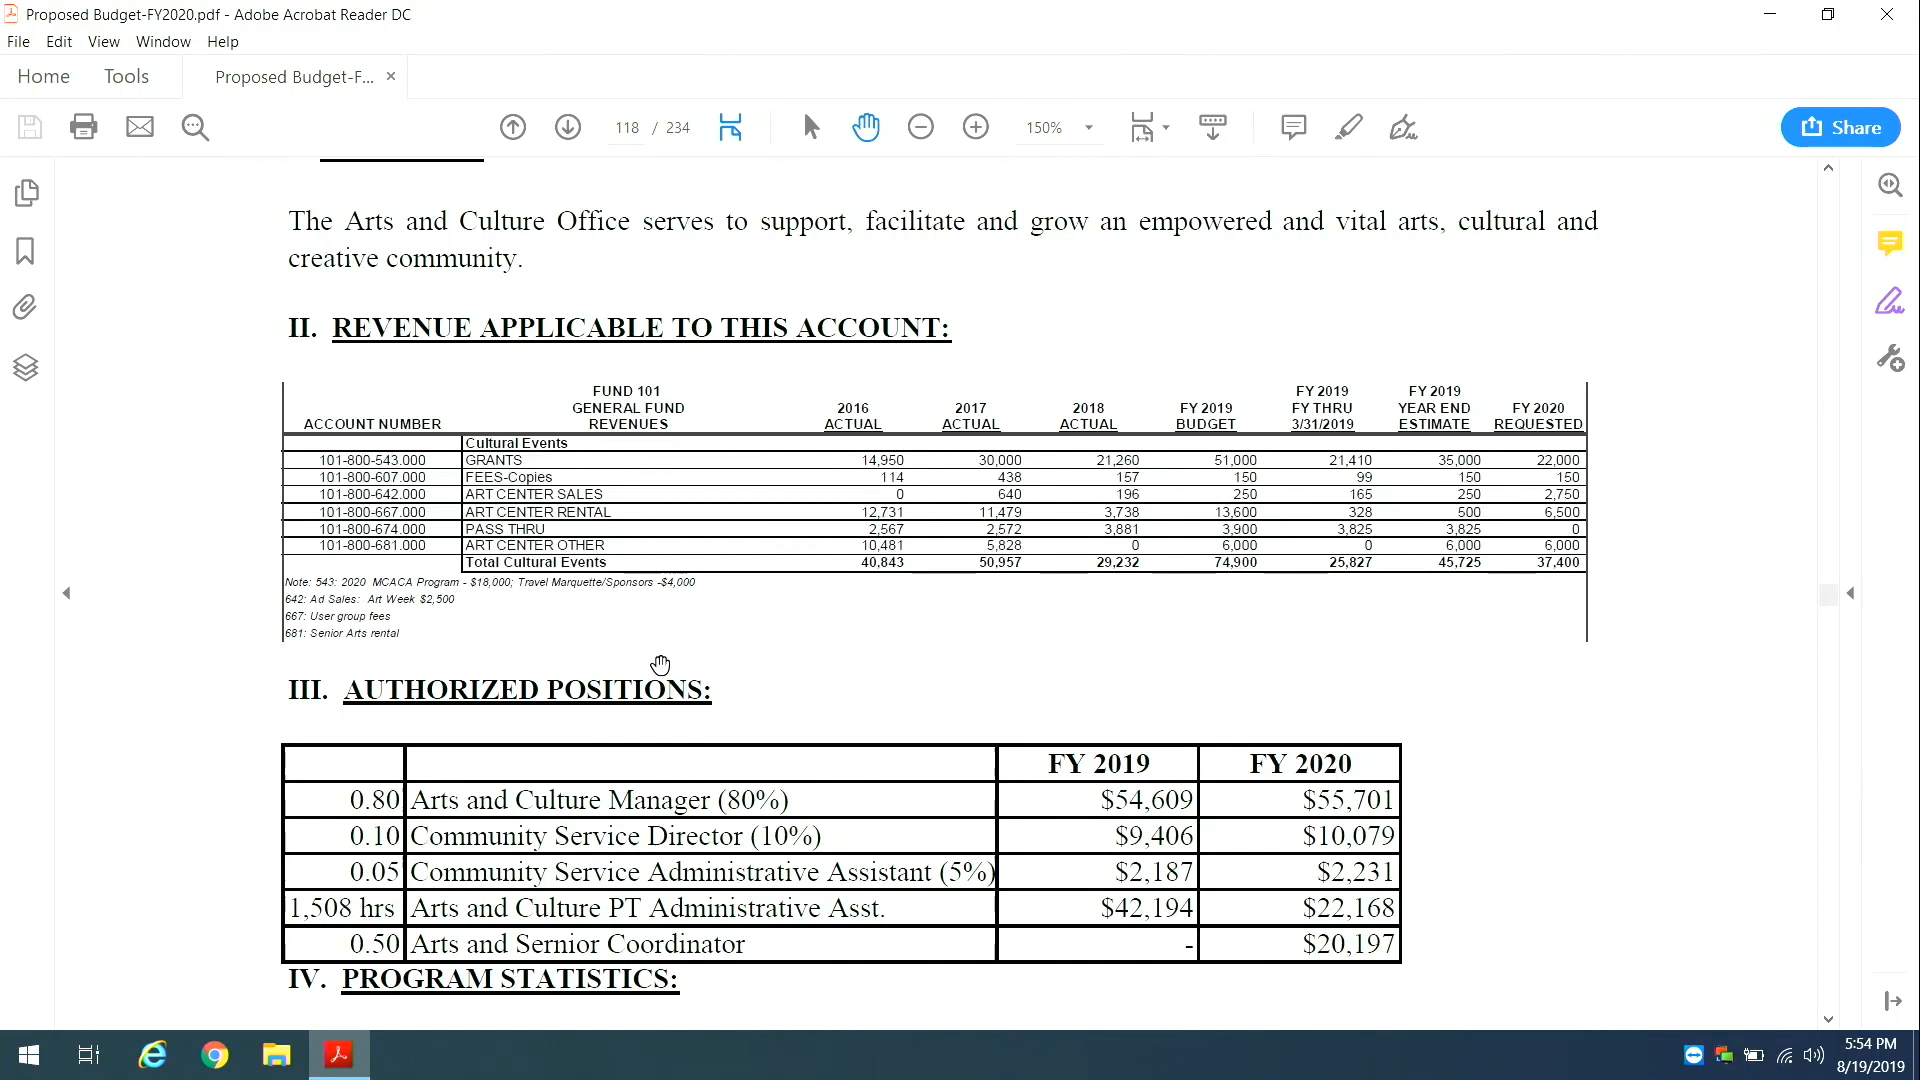 Proposed Budget-FY2020.pdf - Adobe Acrobat Reader DC
File Edit View Window Help
Home Tools Proposed Budget-F... ×
118 / 234 150% Share
The Arts and Culture Office serves to support, facilitate and grow an empowered and vital arts, cultural and
creative community.
II. REVENUE APPLICABLE TO THIS ACCOUNT:
FUND 101 FY 2019 FY 2019
GENERAL FUND 2016 2017 2018 FY 2019 FY THRU YEAR END FY 2020
ACCOUNT NUMBER REVENUES ACTUAL ACTUAL ACTUAL BUDGET 3/31/2019 ESTIMATE REQUESTED
Cultural Events
101-800-543.000 GRANTS 14,950 30,000 21,260 51,000 21,410 35,000 22,000
101-800-607.000 FEES-Copies 114 438 157 150 99 150 150
101-800-642.000 ART CENTER SALES 0 640 196 250 165 250 2,750
101-800-667.000 ART CENTER RENTAL 12,731 11,479 3,738 13,600 328 500 6,500
101-800-674.000 PASS THRU 2,567 2,572 3,881 3,900 3,825 3,825 0
101-800-681.000 ART CENTER OTHER 10,481 5,828 0 6,000 0 6,000 6,000
Total Cultural Events 40,843 50,957 29,232 74,900 25,827 45,725 37,400
Note: 543: 2020 MCACA Program - $18,000; Travel Marquette/Sponsors -$4,000
642: Ad Sales: Art Week $2,500
667: User group fees
681: Senior Arts rental
III. AUTHORIZED POSITIONS:
FY 2019 FY 2020
0.80 Arts and Culture Manager (80%) $54,609 $55,701
0.10 Community Service Director (10%) $9,406 $10,079
0.05 Community Service Administrative Assistant (5%) $2,187 $2,231
1,508 hrs Arts and Culture PT Administrative Asst. $42,194 $22,168
0.50 Arts and Sernior Coordinator - $20,197
IV. PROGRAM STATISTICS:
5:54 PM
8/19/2019